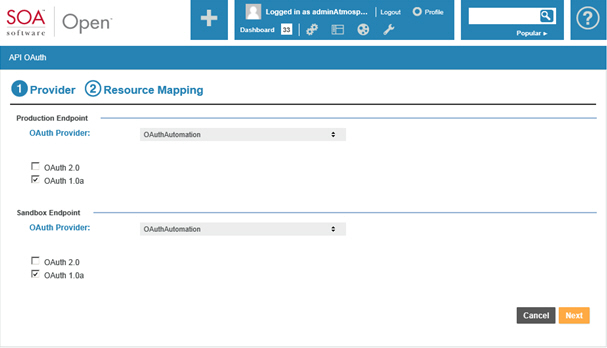 SOA software Open
+
Logged in as adminAtmosp... Logout Profile
Dashboard 33
Popular
?
API OAuth
1 Provider 2 Resource Mapping
Production Endpoint
OAuth Provider: OAuthAutomation
OAuth 2.0
OAuth 1.0a
Sandbox Endpoint
OAuth Provider: OAuthAutomation
OAuth 2.0
OAuth 1.0a
Cancel Next